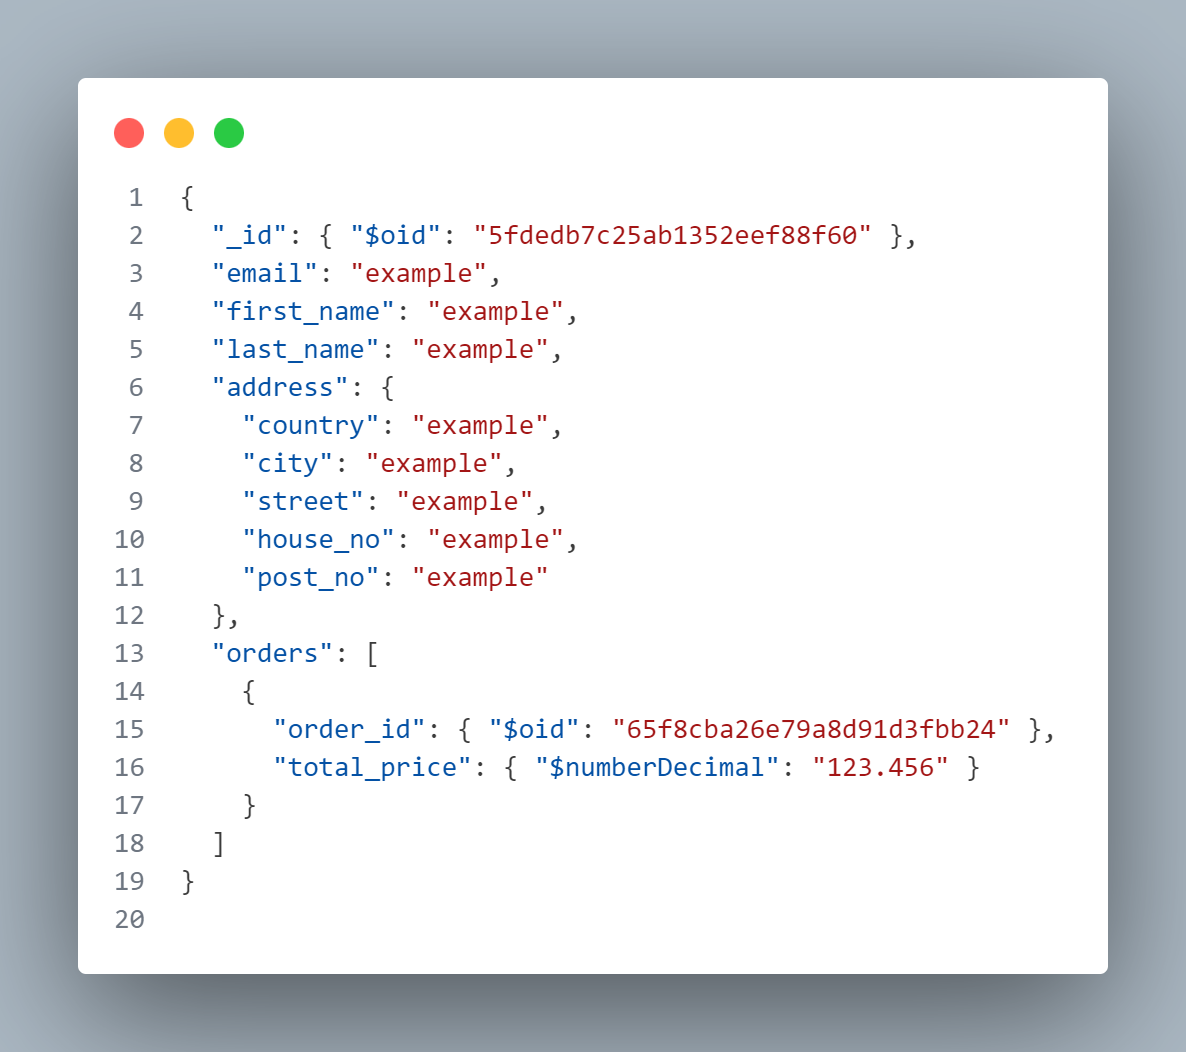 1 {
2   "_id": { "$oid": "5fdedb7c25ab1352eef88f60" },
3   "email": "example",
4   "first_name": "example",
5   "last_name": "example",
6   "address": {
7     "country": "example",
8     "city": "example",
9     "street": "example",
10     "house_no": "example",
11     "post_no": "example"
12   },
13   "orders": [
14     {
15       "order_id": { "$oid": "65f8cba26e79a8d91d3fbb24" },
16       "total_price": { "$numberDecimal": "123.456" }
17     }
18   ]
19 }
20